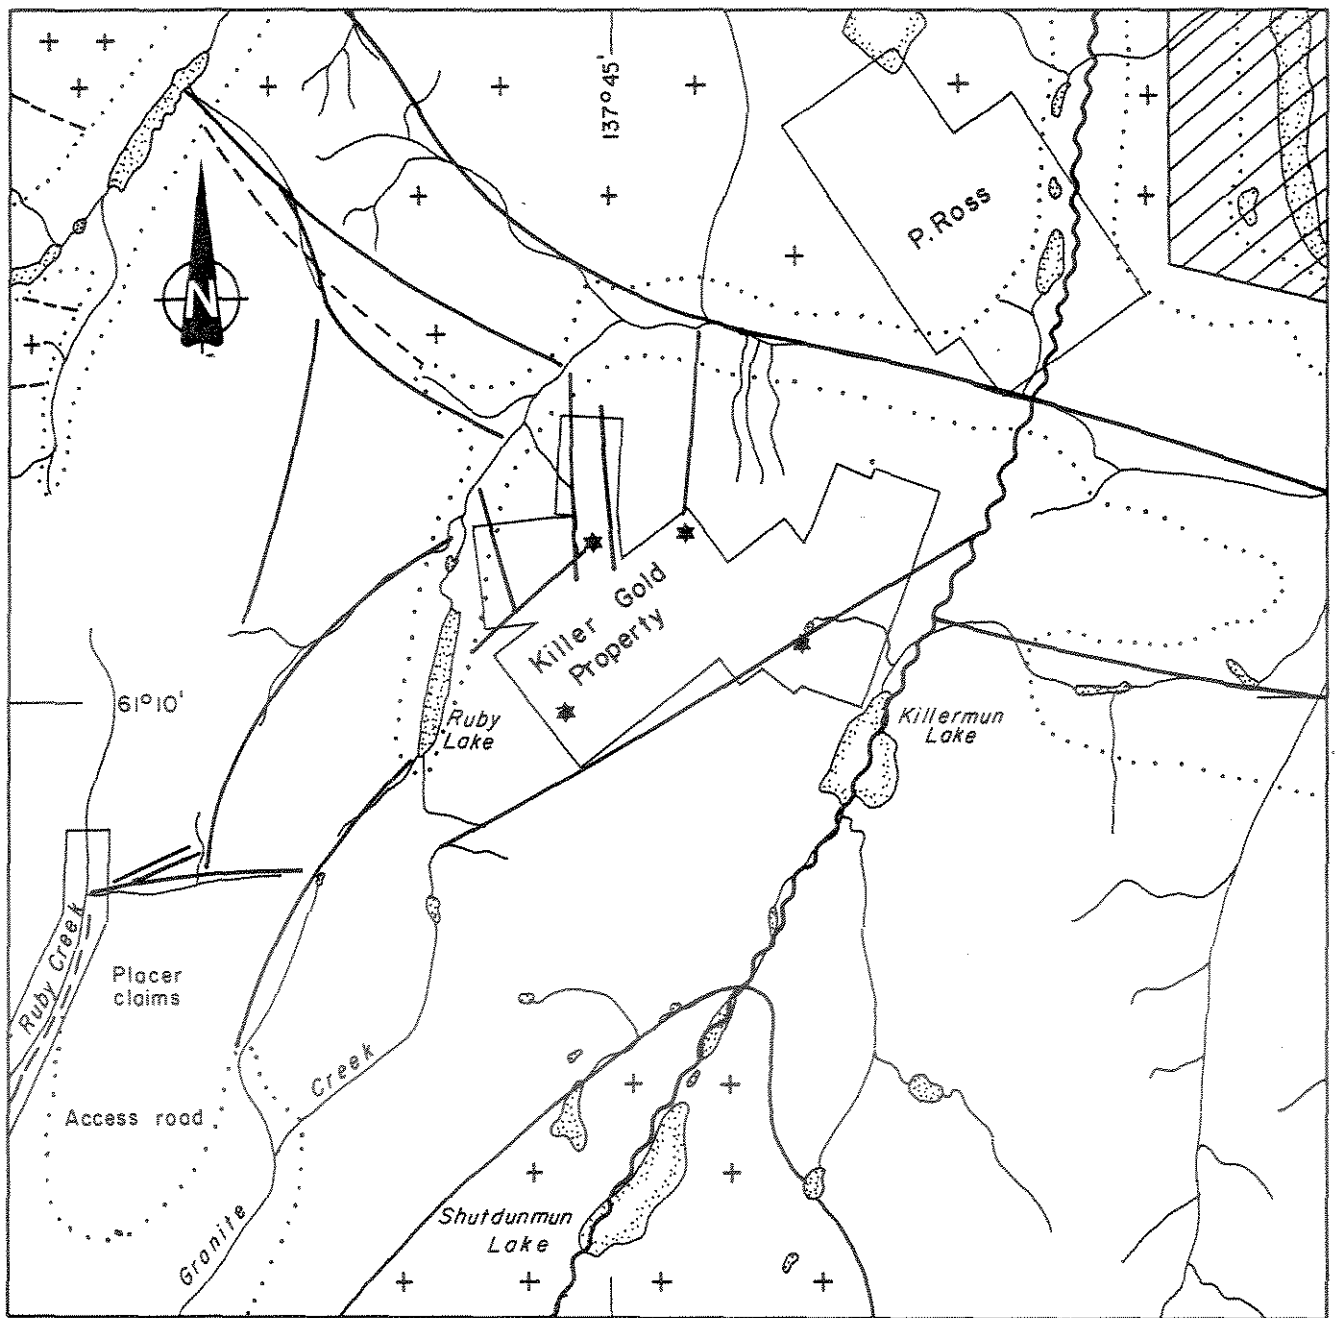 137°45'
P. Ross
N
Killer Gold
Property
61°10'
Ruby
Lake
Killermun
Lake
Ruby Creek
Placer
claims
Creek
Access road
Granite
Shutdunmun
Lake